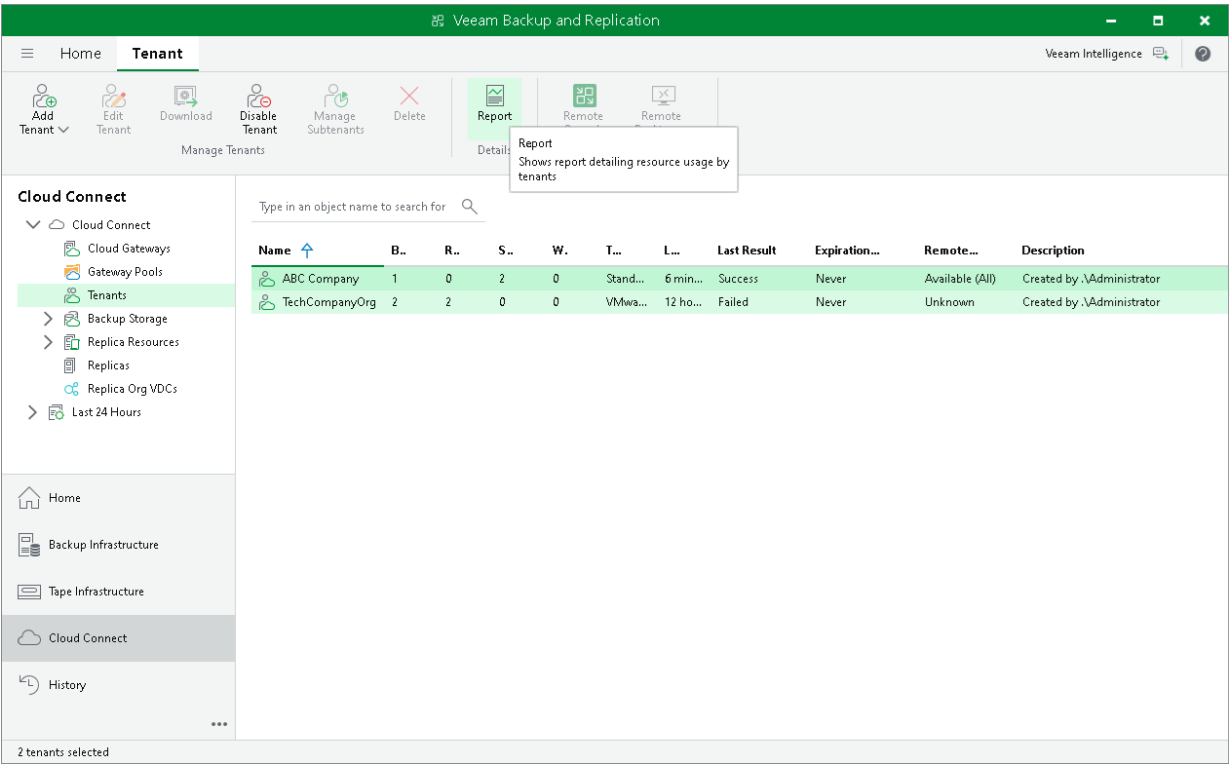 Veeam Backup and Replication
Home Tenant Veeam Intelligence
Add Tenant
Edit Tenant
Download
Disable Tenant
Manage Subtenants
Delete
Report
Remote
Remote
Manage Tenants
Details
Report
Shows report detailing resource usage by
tenants
Cloud Connect
Cloud Connect
Cloud Gateways
Gateway Pools
Tenants
Backup Storage
Replica Resources
Replicas
Replica Org VDCs
Last 24 Hours
Type in an object name to search for
Name B.. R.. S.. W. T... L... Last Result Expiration... Remote... Description
ABC Company 1 0 2 0 Stand... 6 min... Success Never Available (All) Created by .\Administrator
TechCompanyOrg 2 2 0 0 VMwa... 12 ho... Failed Never Unknown Created by .\Administrator
Home
Backup Infrastructure
Tape Infrastructure
Cloud Connect
History
2 tenants selected